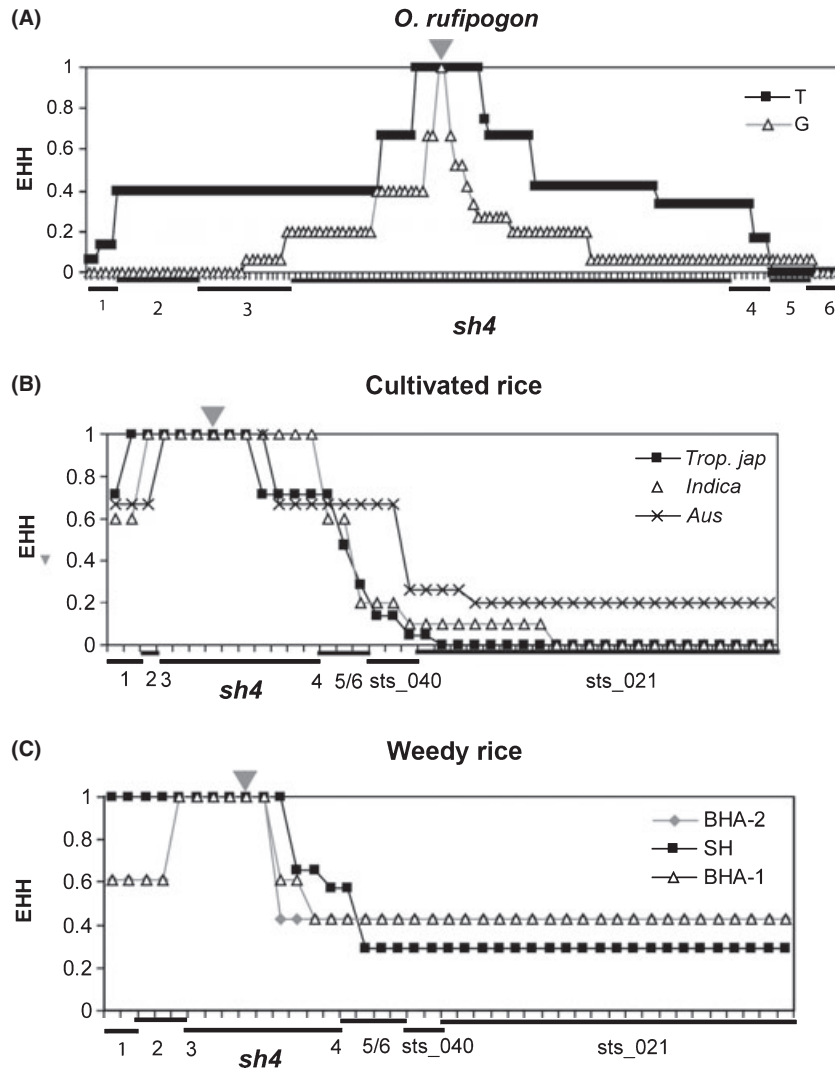 (A)
O. rufipogon
1
0.8
0.6
0.4
0.2
0
EHH
T
G
1 2 3 4 5 6
sh4
(B)
Cultivated rice
1
0.8
0.6
0.4
0.2
0
EHH
Trop. jap
Indica
Aus
1 2 3 sh4 4 5/6 sts_040 sts_021
(C)
Weedy rice
1
0.8
0.6
0.4
0.2
0
EHH
BHA-2
SH
BHA-1
1 2 3 sh4 4 5/6 sts_040 sts_021